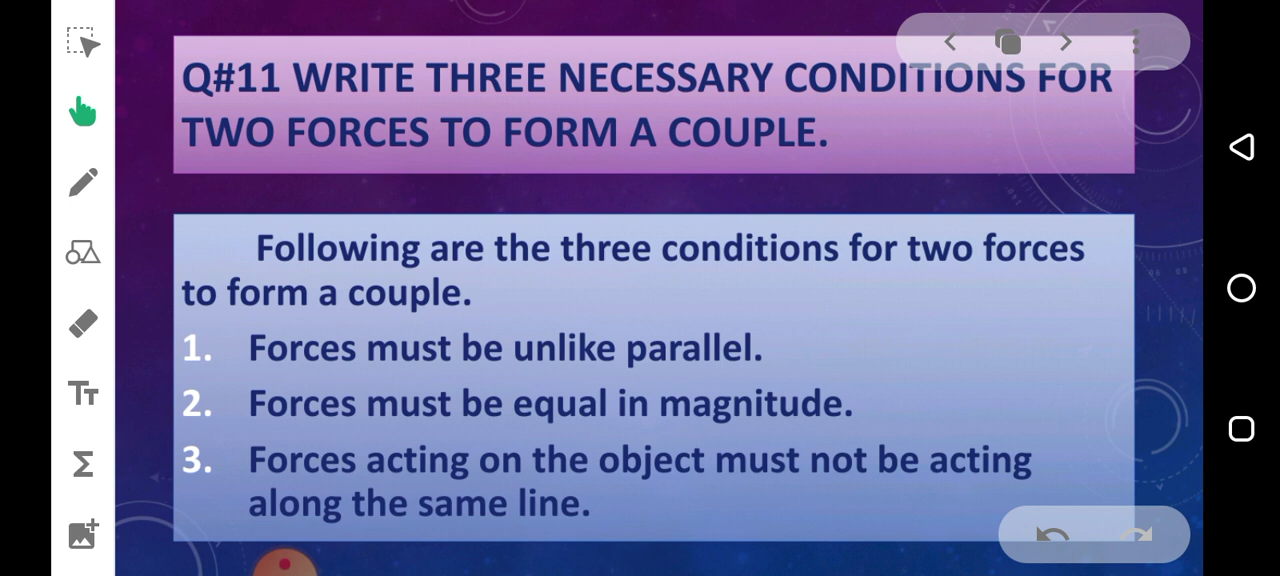 Q#11 WRITE THREE NECESSARY CONDITIONS FOR
TWO FORCES TO FORM A COUPLE.
Following are the three conditions for two forces
to form a couple.
1. Forces must be unlike parallel.
2. Forces must be equal in magnitude.
3. Forces acting on the object must not be acting
along the same line.
TT
Σ